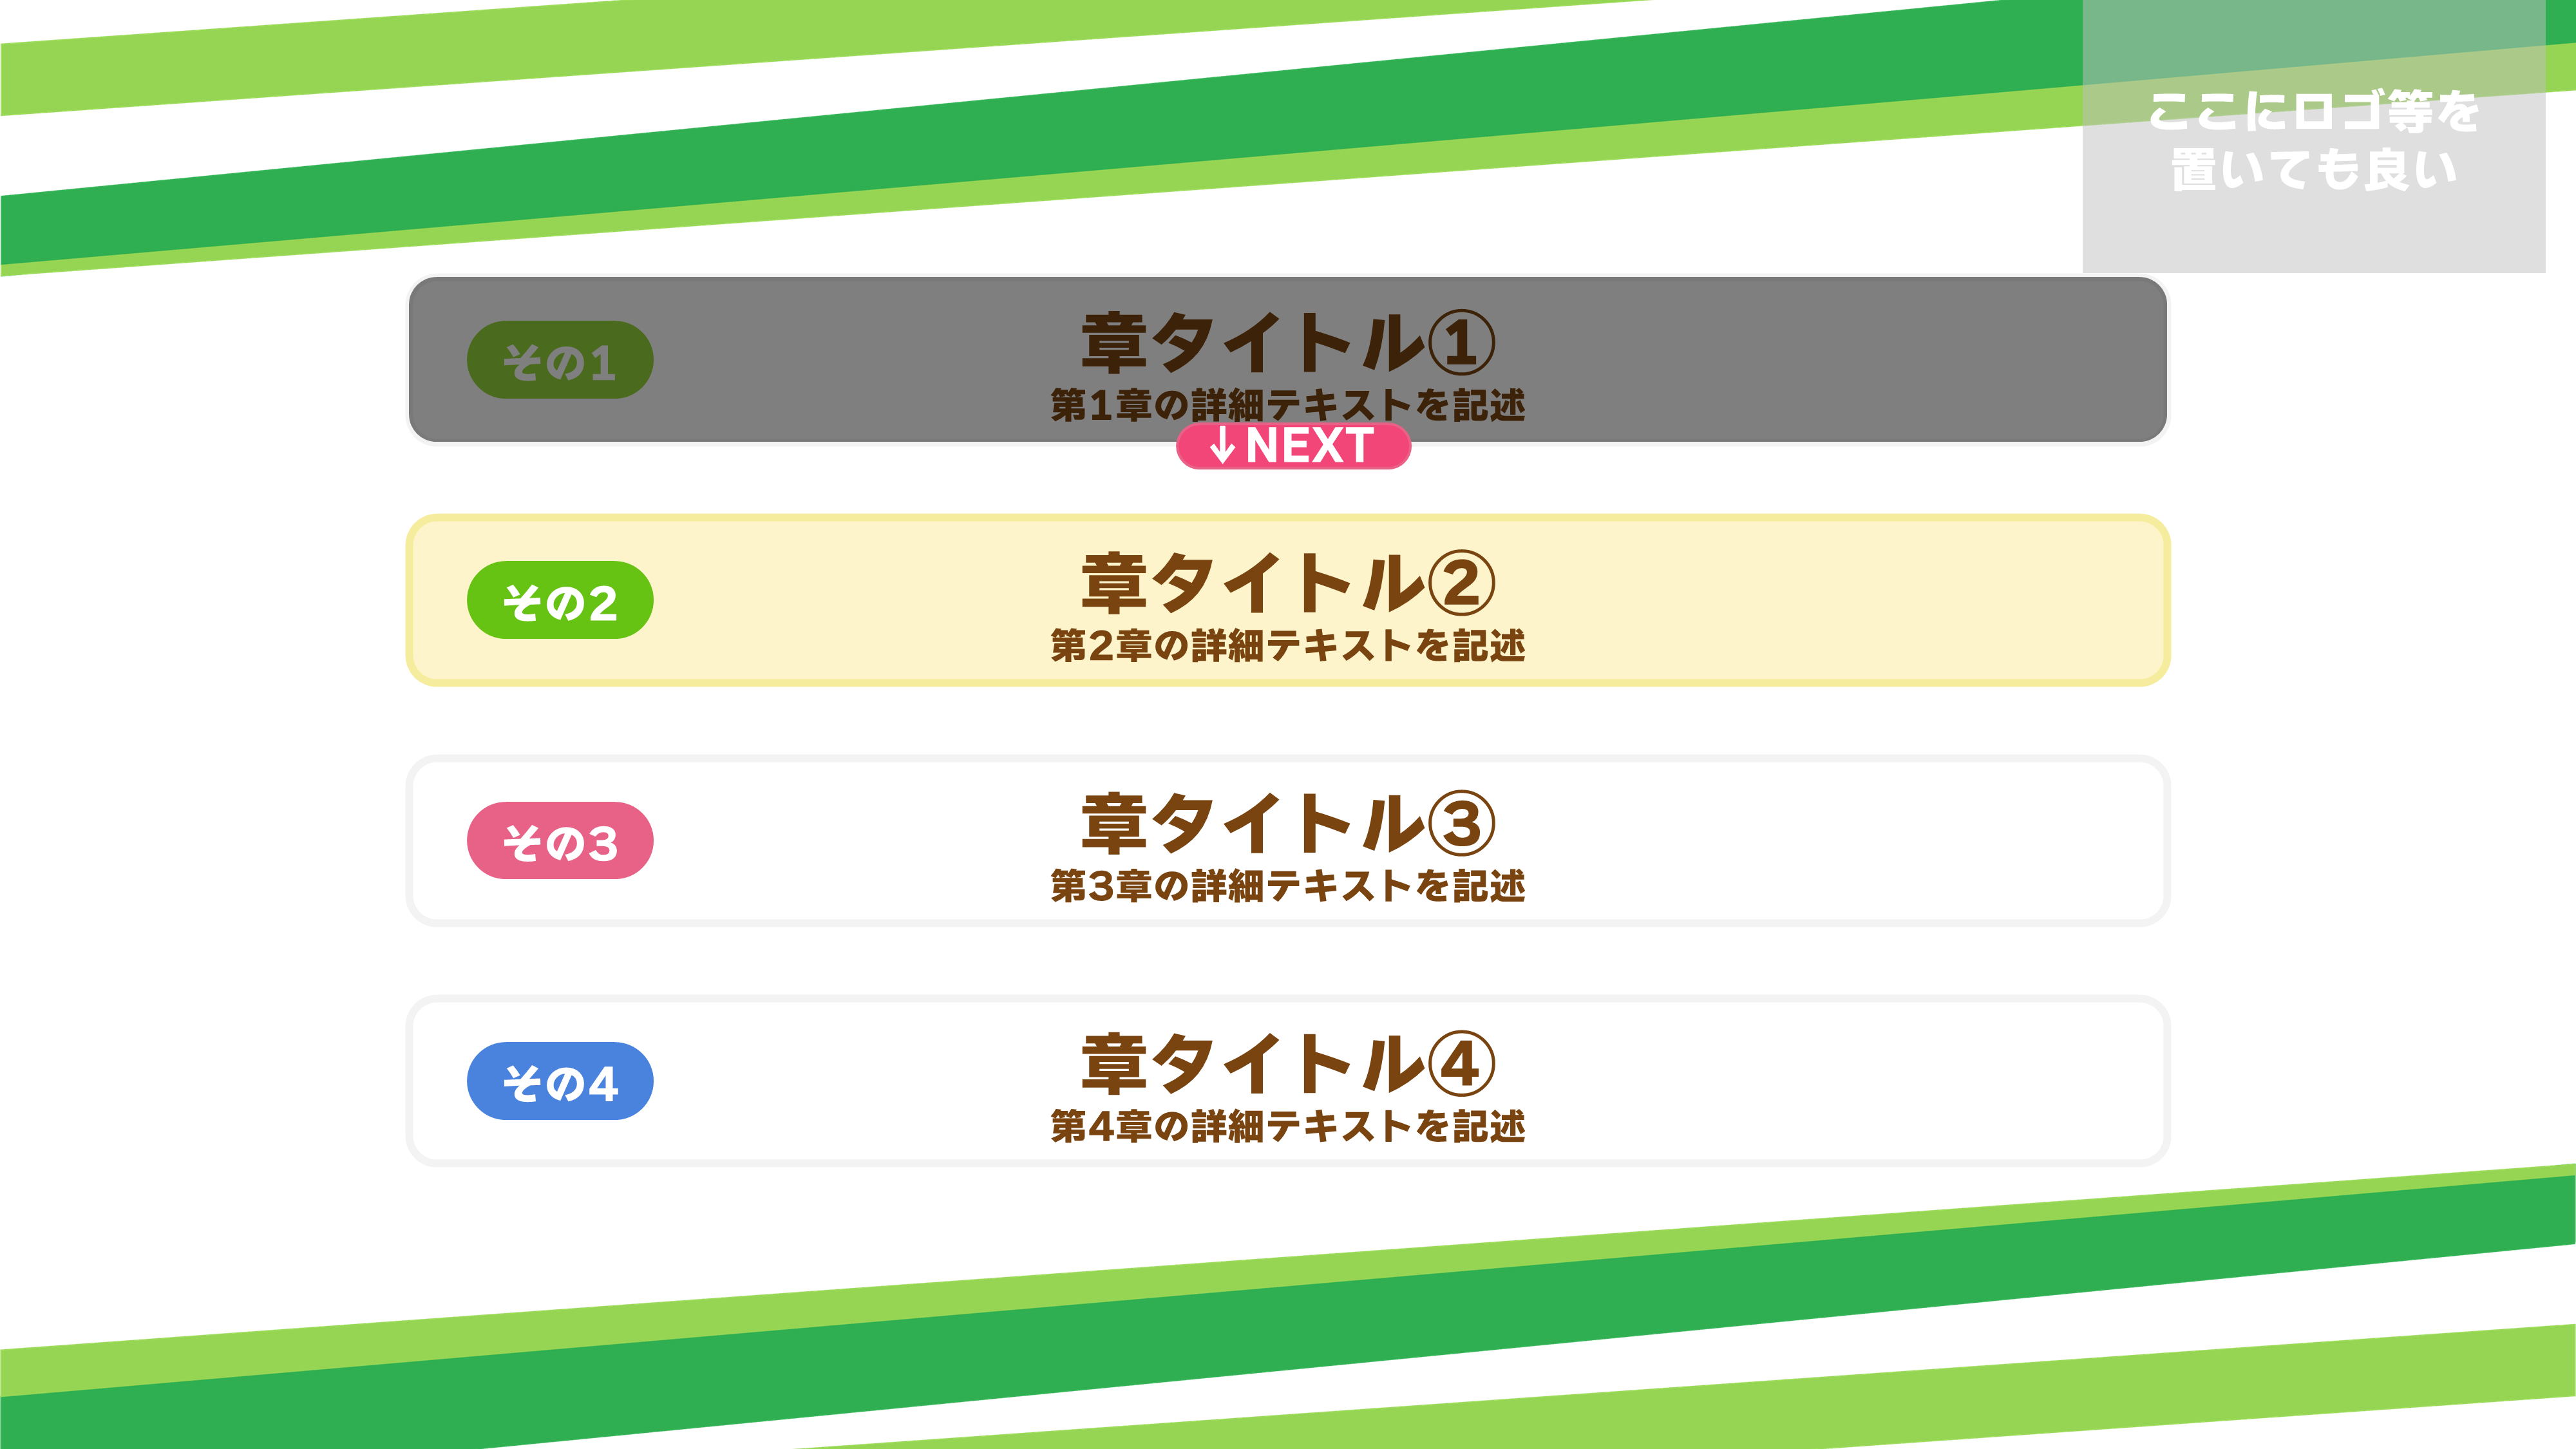 ここにロゴ等を
置いても良い
その1
章タイトル①
第1章の詳細テキストを記述
↓NEXT
その2
章タイトル②
第2章の詳細テキストを記述
その3
章タイトル③
第3章の詳細テキストを記述
その4
章タイトル④
第4章の詳細テキストを記述